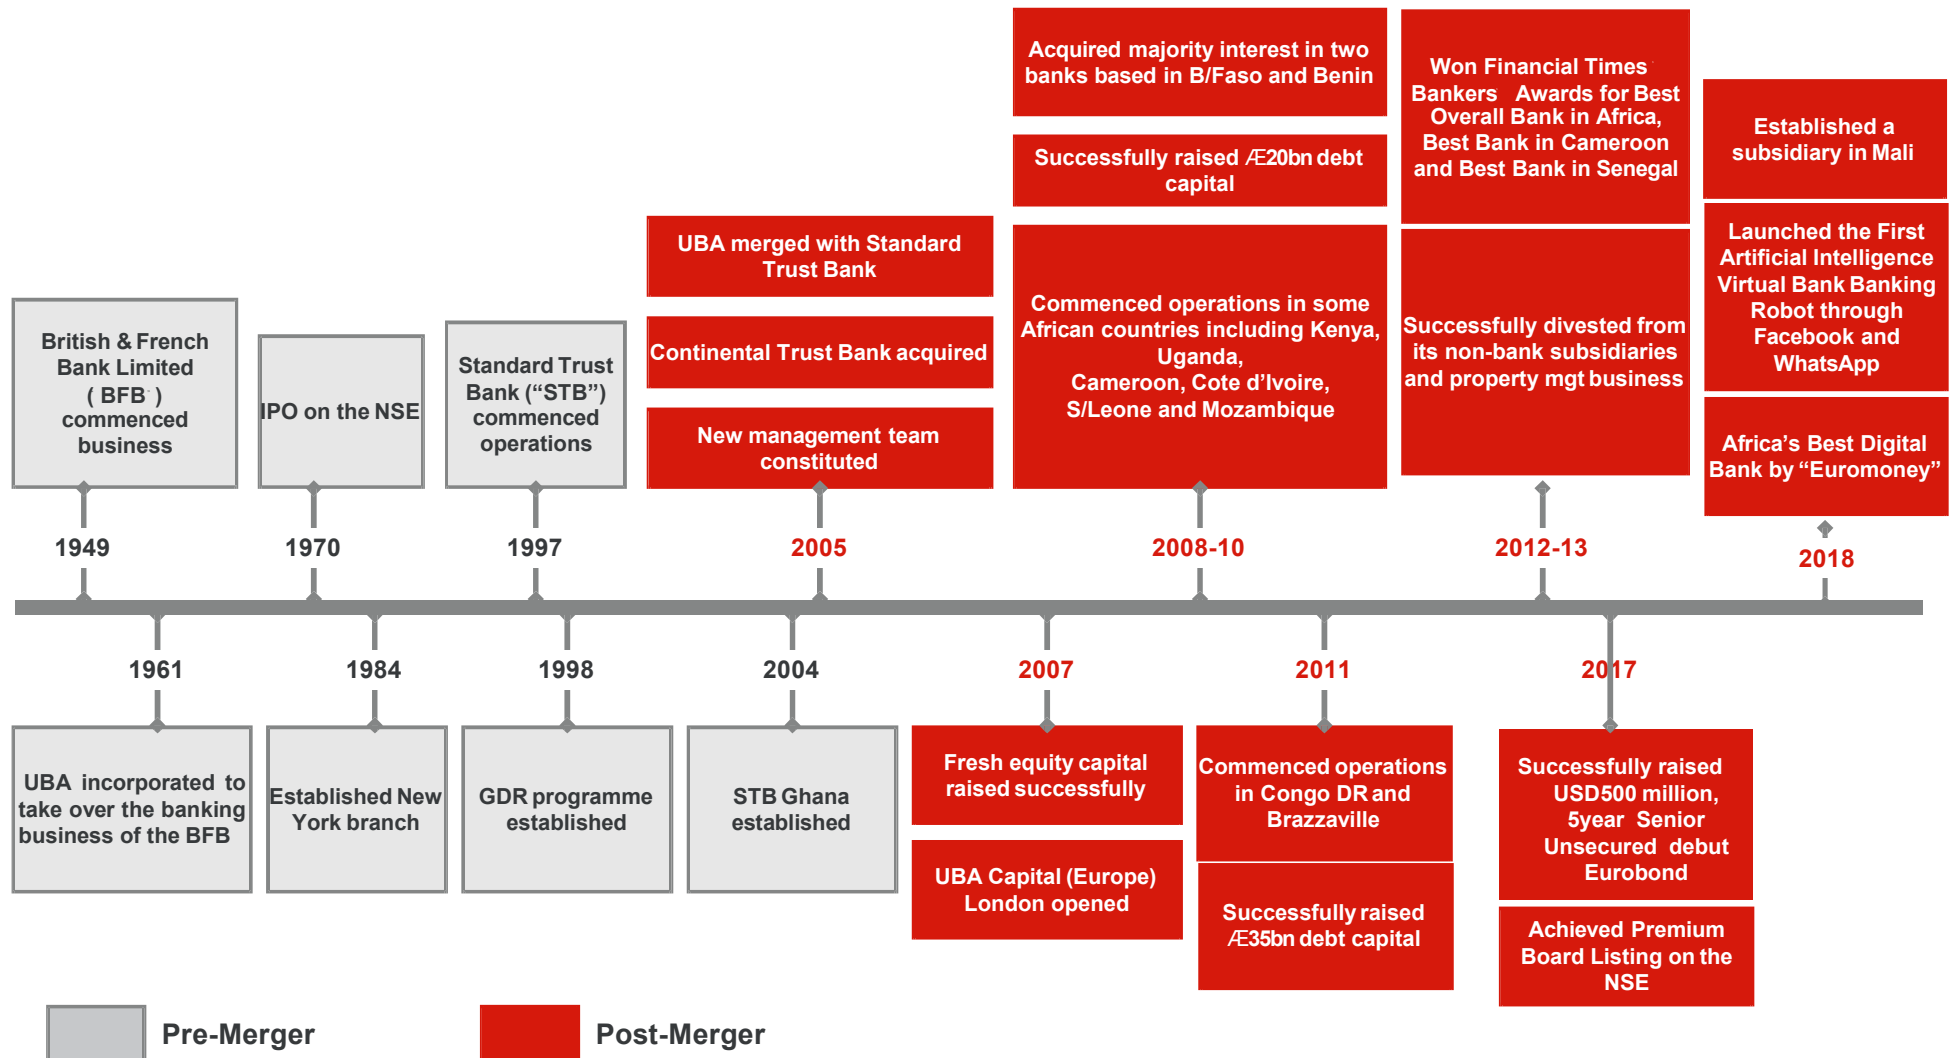 Acquired majority interest in two
banks based in B/Faso and Benin
Successfully raised Æ20bn debt
capital
Commenced operations in some
African countries including Kenya,
Uganda,
Cameroon, Cote d’Ivoire,
S/Leone and Mozambique
Won Financial Times
Bankers Awards for Best
Overall Bank in Africa,
Best Bank in Cameroon
and Best Bank in Senegal
Successfully divested from
its non-bank subsidiaries
and property mgt business
Established a
subsidiary in Mali
Launched the First
Artificial Intelligence
Virtual Bank Banking
Robot through
Facebook and
WhatsApp
Africa’s Best Digital
Bank by “Euromoney”
UBA merged with Standard
Trust Bank
Continental Trust Bank acquired
New management team
constituted
British & French
Bank Limited
( BFB )
commenced
business
IPO on the NSE
Standard Trust
Bank (“STB”)
commenced
operations
1949
1970
1997
2005
2008-10
2012-13
2018
1961
1984
1998
2004
2007
2011
2017
UBA incorporated to
take over the banking
business of the BFB
Established New
York branch
GDR programme
established
STB Ghana
established
Fresh equity capital
raised successfully
UBA Capital (Europe)
London opened
Commenced operations
in Congo DR and
Brazzaville
Successfully raised
Æ35bn debt capital
Successfully raised
USD500 million,
5year Senior
Unsecured debut
Eurobond
Achieved Premium
Board Listing on the
NSE
Pre-Merger
Post-Merger